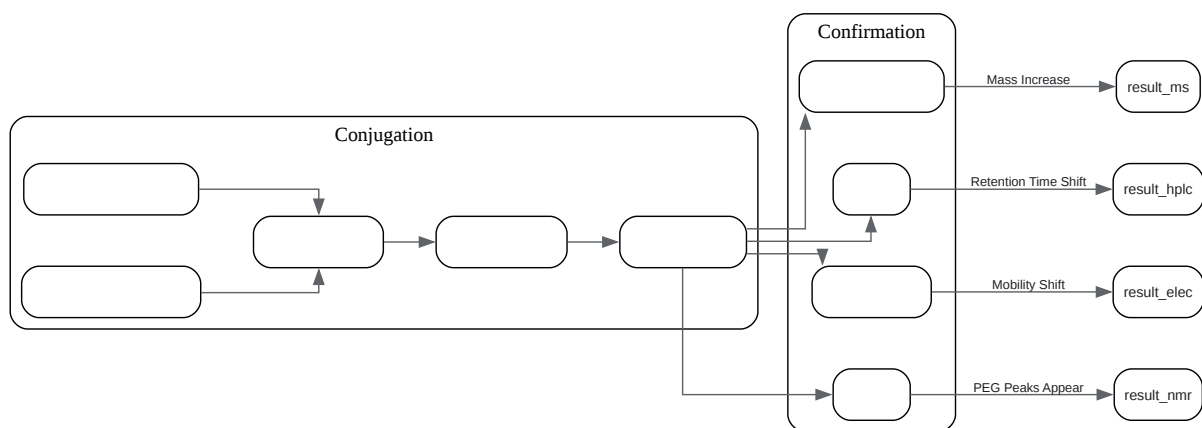 Confirmation
Mass Increase
result_ms
Conjugation
Retention Time Shift
result_hplc
Mobility Shift
result_elec
PEG Peaks Appear
result_nmr